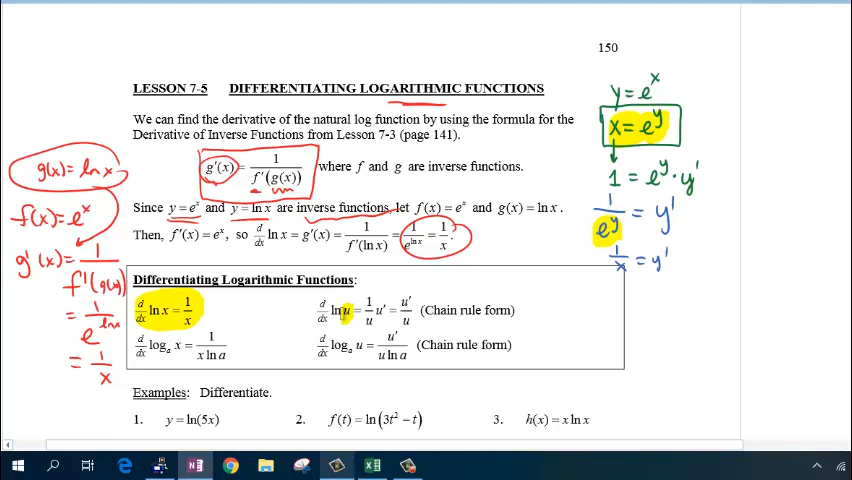 150
LESSON 7-5 DIFFERENTIATING LOGARITHMIC FUNCTIONS
We can find the derivative of the natural log function by using the formula for the
Derivative of Inverse Functions from Lesson 7-3 (page 141).
g′(x) = 1 / f′(g(x)) where f and g are inverse functions.
Since y = e^x and y = ln x are inverse functions, let f(x) = e^x and g(x) = ln x.
Then, f′(x) = e^x, so d/dx ln x = g′(x) = 1 / f′(ln x) = 1 / e^(ln x) = 1/x.
Differentiating Logarithmic Functions:
d/dx ln x = 1/x
d/dx ln u = 1/u u′ = u′/u (Chain rule form)
d/dx log_a x = 1 / (x ln a)
d/dx log_a u = u′ / (u ln a) (Chain rule form)
Examples: Differentiate.
1. y = ln(5x)
2. f(t) = ln(3t² − t)
3. h(x) = x ln x
g(x) = ln x
f(x) = e^x
g'(x) = 1 / f'(g(x))
= 1 / e^(ln x)
= 1/x
y = e^x
x = e^y
1 = e^y · y'
1 / e^y = y'
1/x = y'